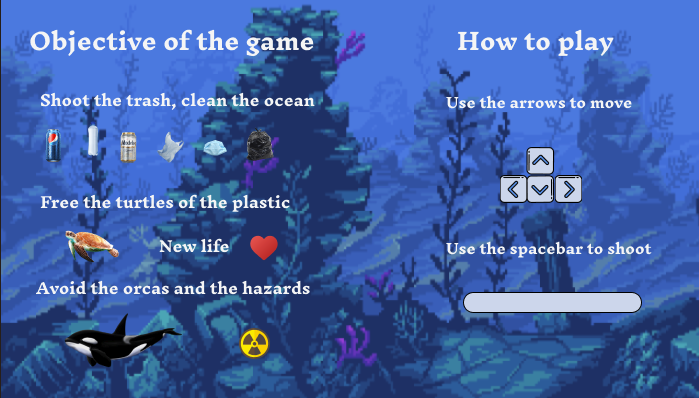 Objective of the game
Shoot the trash, clean the ocean
Free the turtles of the plastic
New life
Avoid the orcas and the hazards
How to play
Use the arrows to move
Use the spacebar to shoot